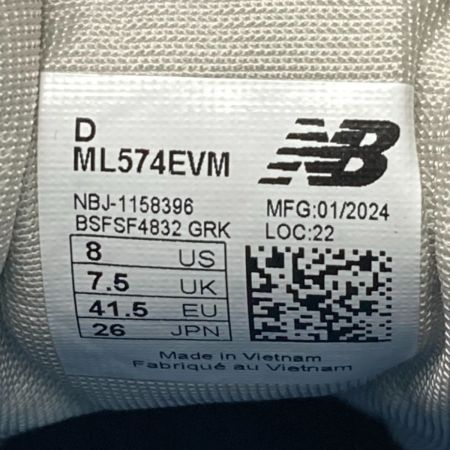 D
ML574EVM
NB
NBJ-1158396
BSFSF4832 GRK
MFG:01/2024
LOC:22
8 US
7.5 UK
41.5 EU
26 JPN
Made in Vietnam
Fabriqué au Vietnam